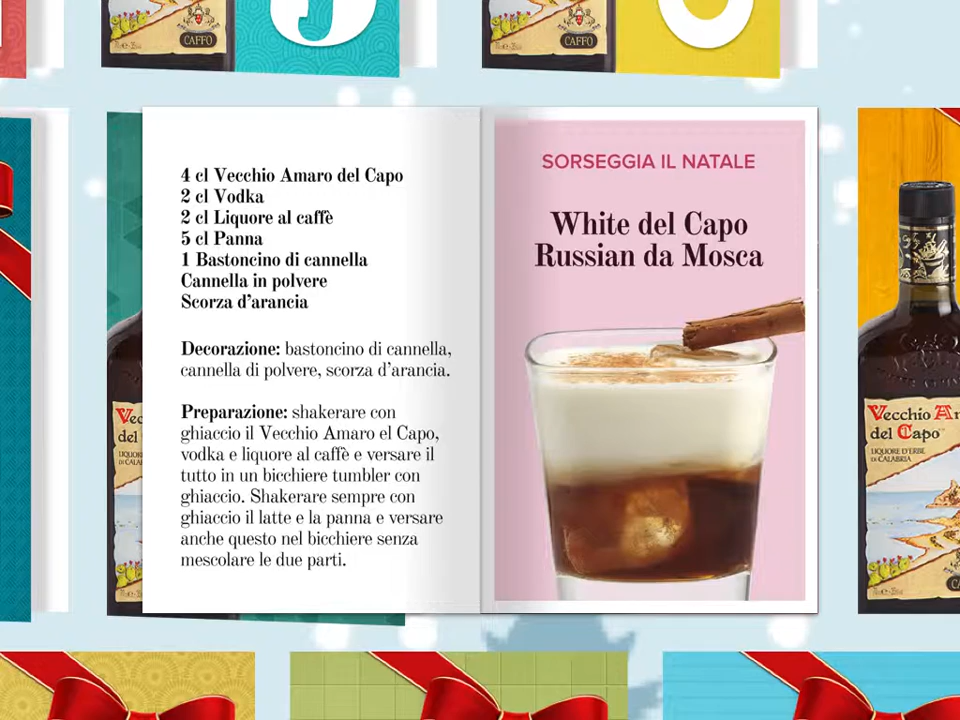 CAFFO
CAFFO
4 cl Vecchio Amaro del Capo
2 cl Vodka
2 cl Liquore al caffè
5 cl Panna
1 Bastoncino di cannella
Cannella in polvere
Scorza d'arancia
Decorazione: bastoncino di cannella,
cannella di polvere, scorza d'arancia.
Preparazione: shakerare con
ghiaccio il Vecchio Amaro el Capo,
vodka e liquore al caffè e versare il
tutto in un bicchiere tumbler con
ghiaccio. Shakerare sempre con
ghiaccio il latte e la panna e versare
anche questo nel bicchiere senza
mescolare le due parti.
SORSEGGIA IL NATALE
White del Capo
Russian da Mosca
Vec
del
LIQUORE
DI CALAB
Vecchio Am
del Capo
LIQUORE D'ERBE
DI CALABRIA